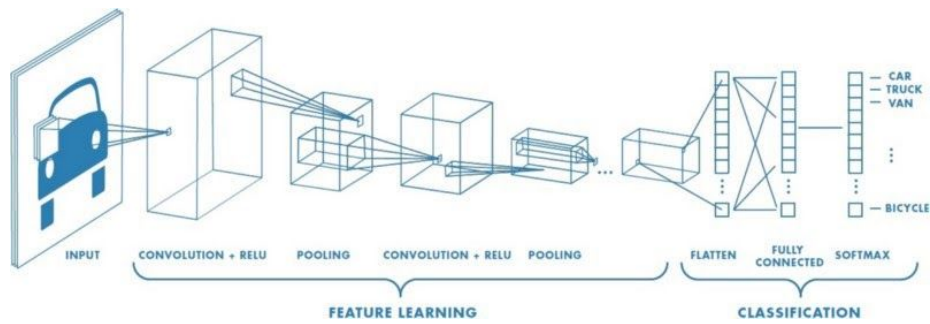 CAR
TRUCK
VAN
BICYCLE
INPUT
CONVOLUTION + RELU
POOLING
CONVOLUTION + RELU
POOLING
FLATTEN
FULLY
CONNECTED
SOFTMAX
FEATURE LEARNING
CLASSIFICATION